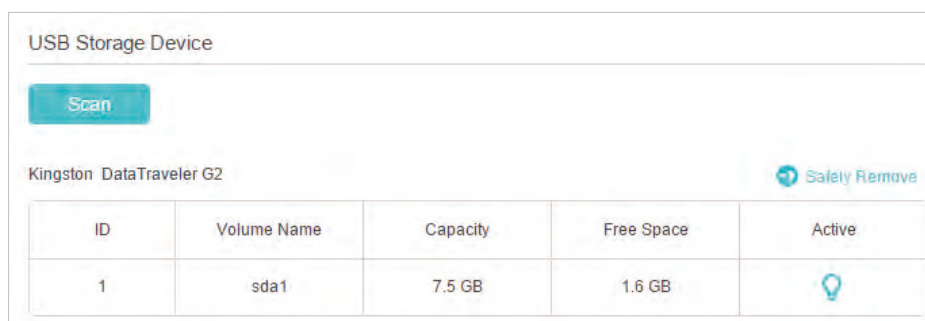 USB Storage Device
Scan
Kingston DataTraveler G2
Safely Remove
ID Volume Name Capacity Free Space Active
1 sda1 7.5 GB 1.6 GB